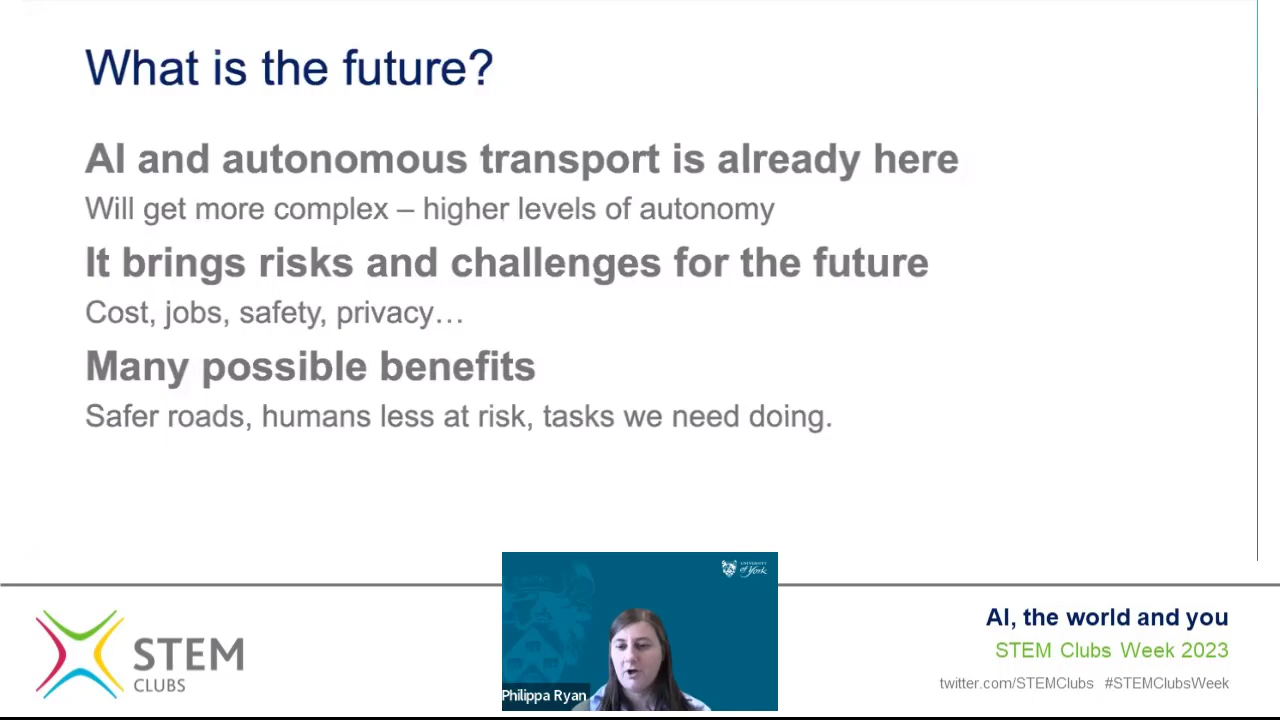 What is the future?
AI and autonomous transport is already here
Will get more complex – higher levels of autonomy
It brings risks and challenges for the future
Cost, jobs, safety, privacy…
Many possible benefits
Safer roads, humans less at risk, tasks we need doing.
UNIVERSITY
of York
Philippa Ryan
STEM
CLUBS
AI, the world and you
STEM Clubs Week 2023
twitter.com/STEMClubs #STEMClubsWeek